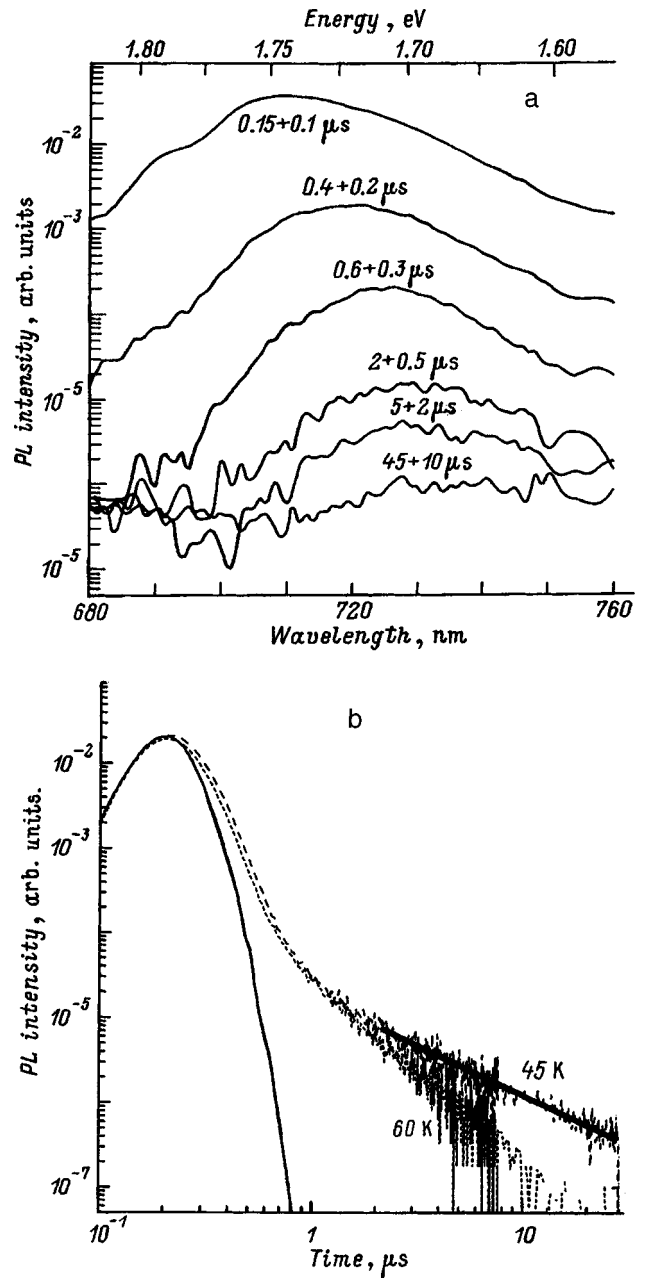 Energy, eV
1.80 1.75 1.70 1.60
a
0.15+0.1 μs
10⁻²
0.4+0.2 μs
10⁻³
0.6+0.3 μs
2+0.5 μs
10⁻⁵
5+2 μs
45+10 μs
10⁻⁵
PL intensity, arb. units
680 720 760
Wavelength, nm
b
10⁻²
10⁻³
10⁻⁵
45 K
60 K
10⁻⁷
PL intensity, arb. units.
10⁻¹ 1 10
Time, μs